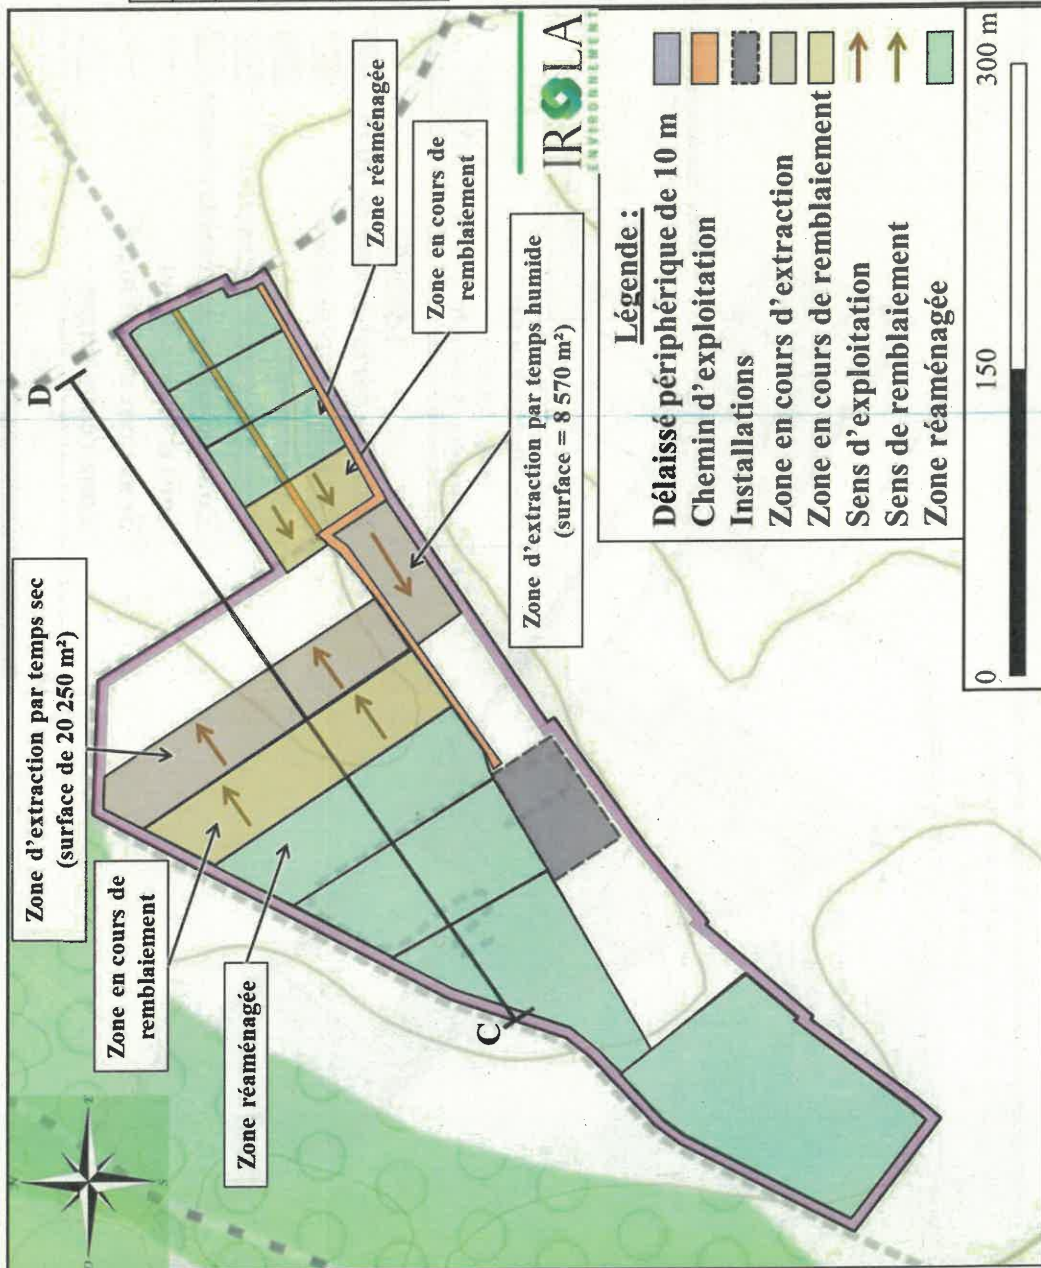 Zone d'extraction par temps sec
(surface de 20 250 m²)
Zone en cours de
remblaiement
Zone réaménagée
C
D
Zone réaménagée
Zone en cours de
remblaiement
Zone d'extraction par temps humide
(surface = 8 570 m²)
IROLA
ENVIRONNEMENT
Légende :
Délaissé périphérique de 10 m
Chemin d'exploitation
Installations
Zone en cours d'extraction
Zone en cours de remblaiement
Sens d'exploitation
Sens de remblaiement
Zone réaménagée
0
150
300 m